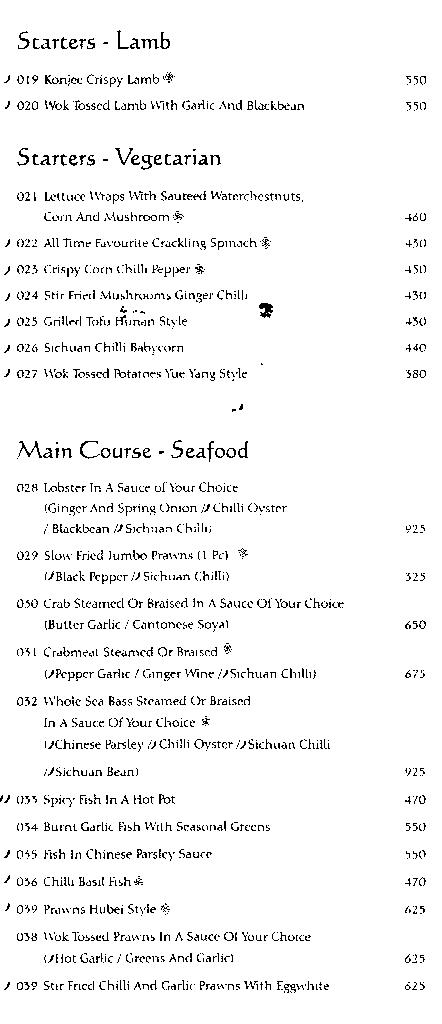 Starters - Lamb
019 Konjee Crispy Lamb 550
020 Wok Tossed Lamb With Garlic And Blackbean 550
Starters - Vegetarian
021 Lettuce Wraps With Sauteed Waterchestnuts,
Corn And Mushroom 460
022 All Time Favourite Crackling Spinach 430
023 Crispy Corn Chilli Pepper 450
024 Stir Fried Mushrooms Ginger Chilli 430
025 Grilled Tofu Hunan Style 430
026 Sichuan Chilli Babycorn 440
027 Wok Tossed Potatoes Yue Yang Style 380
Main Course - Seafood
028 Lobster In A Sauce of Your Choice
(Ginger And Spring Onion / Chilli Oyster
/ Blackbean / Sichuan Chilli) 925
029 Slow Fried Jumbo Prawns (1 Pc)
(Black Pepper / Sichuan Chilli) 325
030 Crab Steamed Or Braised In A Sauce Of Your Choice
(Butter Garlic / Cantonese Soya) 650
031 Crabmeat Steamed Or Braised
(Pepper Garlic / Ginger Wine / Sichuan Chilli) 675
032 Whole Sea Bass Steamed Or Braised
In A Sauce Of Your Choice
(Chinese Parsley / Chilli Oyster / Sichuan Chilli
/ Sichuan Bean) 925
033 Spicy Fish In A Hot Pot 470
034 Burnt Garlic Fish With Seasonal Greens 550
035 Fish In Chinese Parsley Sauce 550
036 Chilli Basil Fish 470
039 Prawns Hubei Style 625
038 Wok Tossed Prawns In A Sauce Of Your Choice
(Hot Garlic / Greens And Garlic) 625
039 Stir Fried Chilli And Garlic Prawns With Eggwhite 625